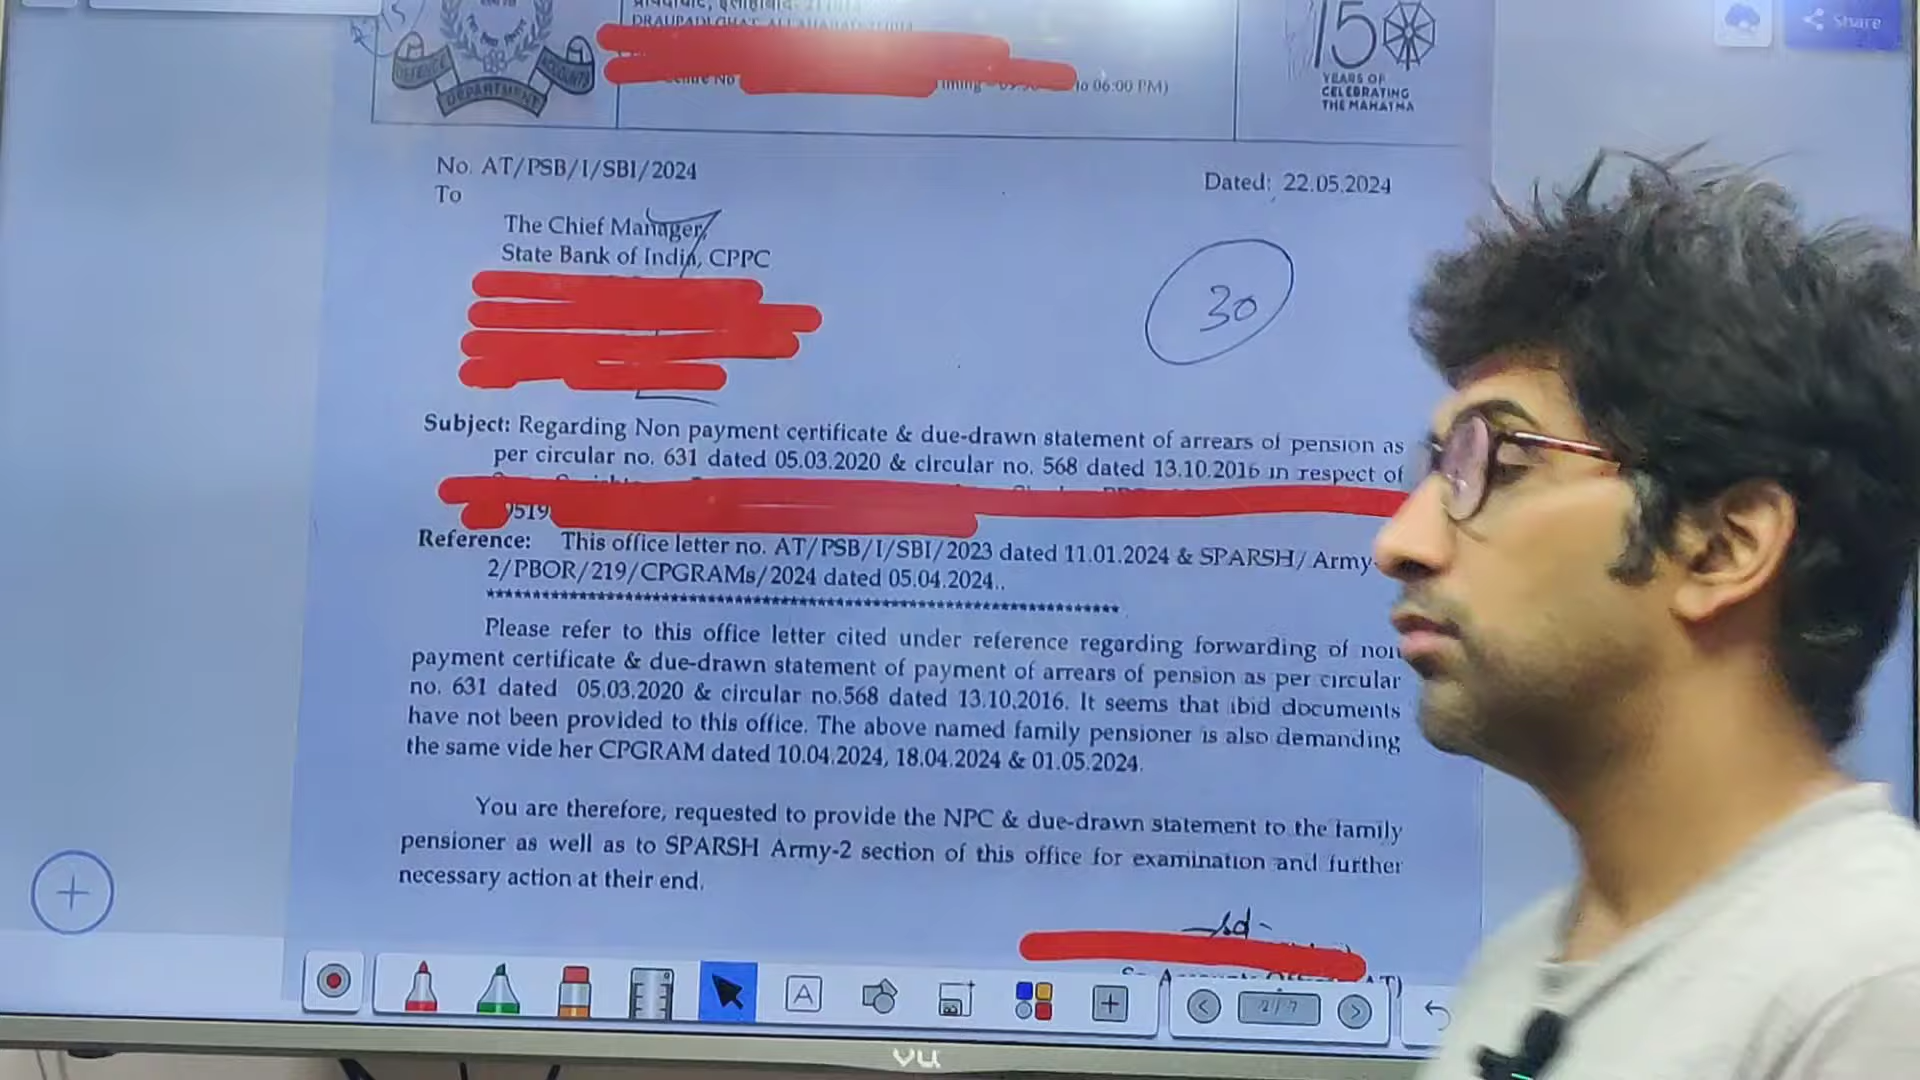 DRAUPADI GHAT, ALLAHABAD-211014
Centre No
to 06:00 PM)
DEFENCE ACCOUNTS
DEPARTMENT
150
YEARS OF
CELEBRATING
THE MAHATMA
Share
No. AT/PSB/I/SBI/2024
Dated: 22.05.2024
To
The Chief Manager,
State Bank of India, CPPC
30
Subject: Regarding Non payment certificate & due-drawn statement of arrears of pension as
per circular no. 631 dated 05.03.2020 & circular no. 568 dated 13.10.2016 in respect of
519
Reference: This office letter no. AT/PSB/I/SBI/2023 dated 11.01.2024 & SPARSH/ Army-
2/PBOR/219/CPGRAMs/2024 dated 05.04.2024..
Please refer to this office letter cited under reference regarding forwarding of non
payment certificate & due-drawn statement of payment of arrears of pension as per circular
no. 631 dated 05.03.2020 & circular no.568 dated 13.10.2016. It seems that ibid documents
have not been provided to this office. The above named family pensioner is also demanding
the same vide her CPGRAM dated 10.04.2024, 18.04.2024 & 01.05.2024.
You are therefore, requested to provide the NPC & due-drawn statement to the family
pensioner as well as to SPARSH Army-2 section of this office for examination and further
necessary action at their end.
-sd-
A
2/7
VU